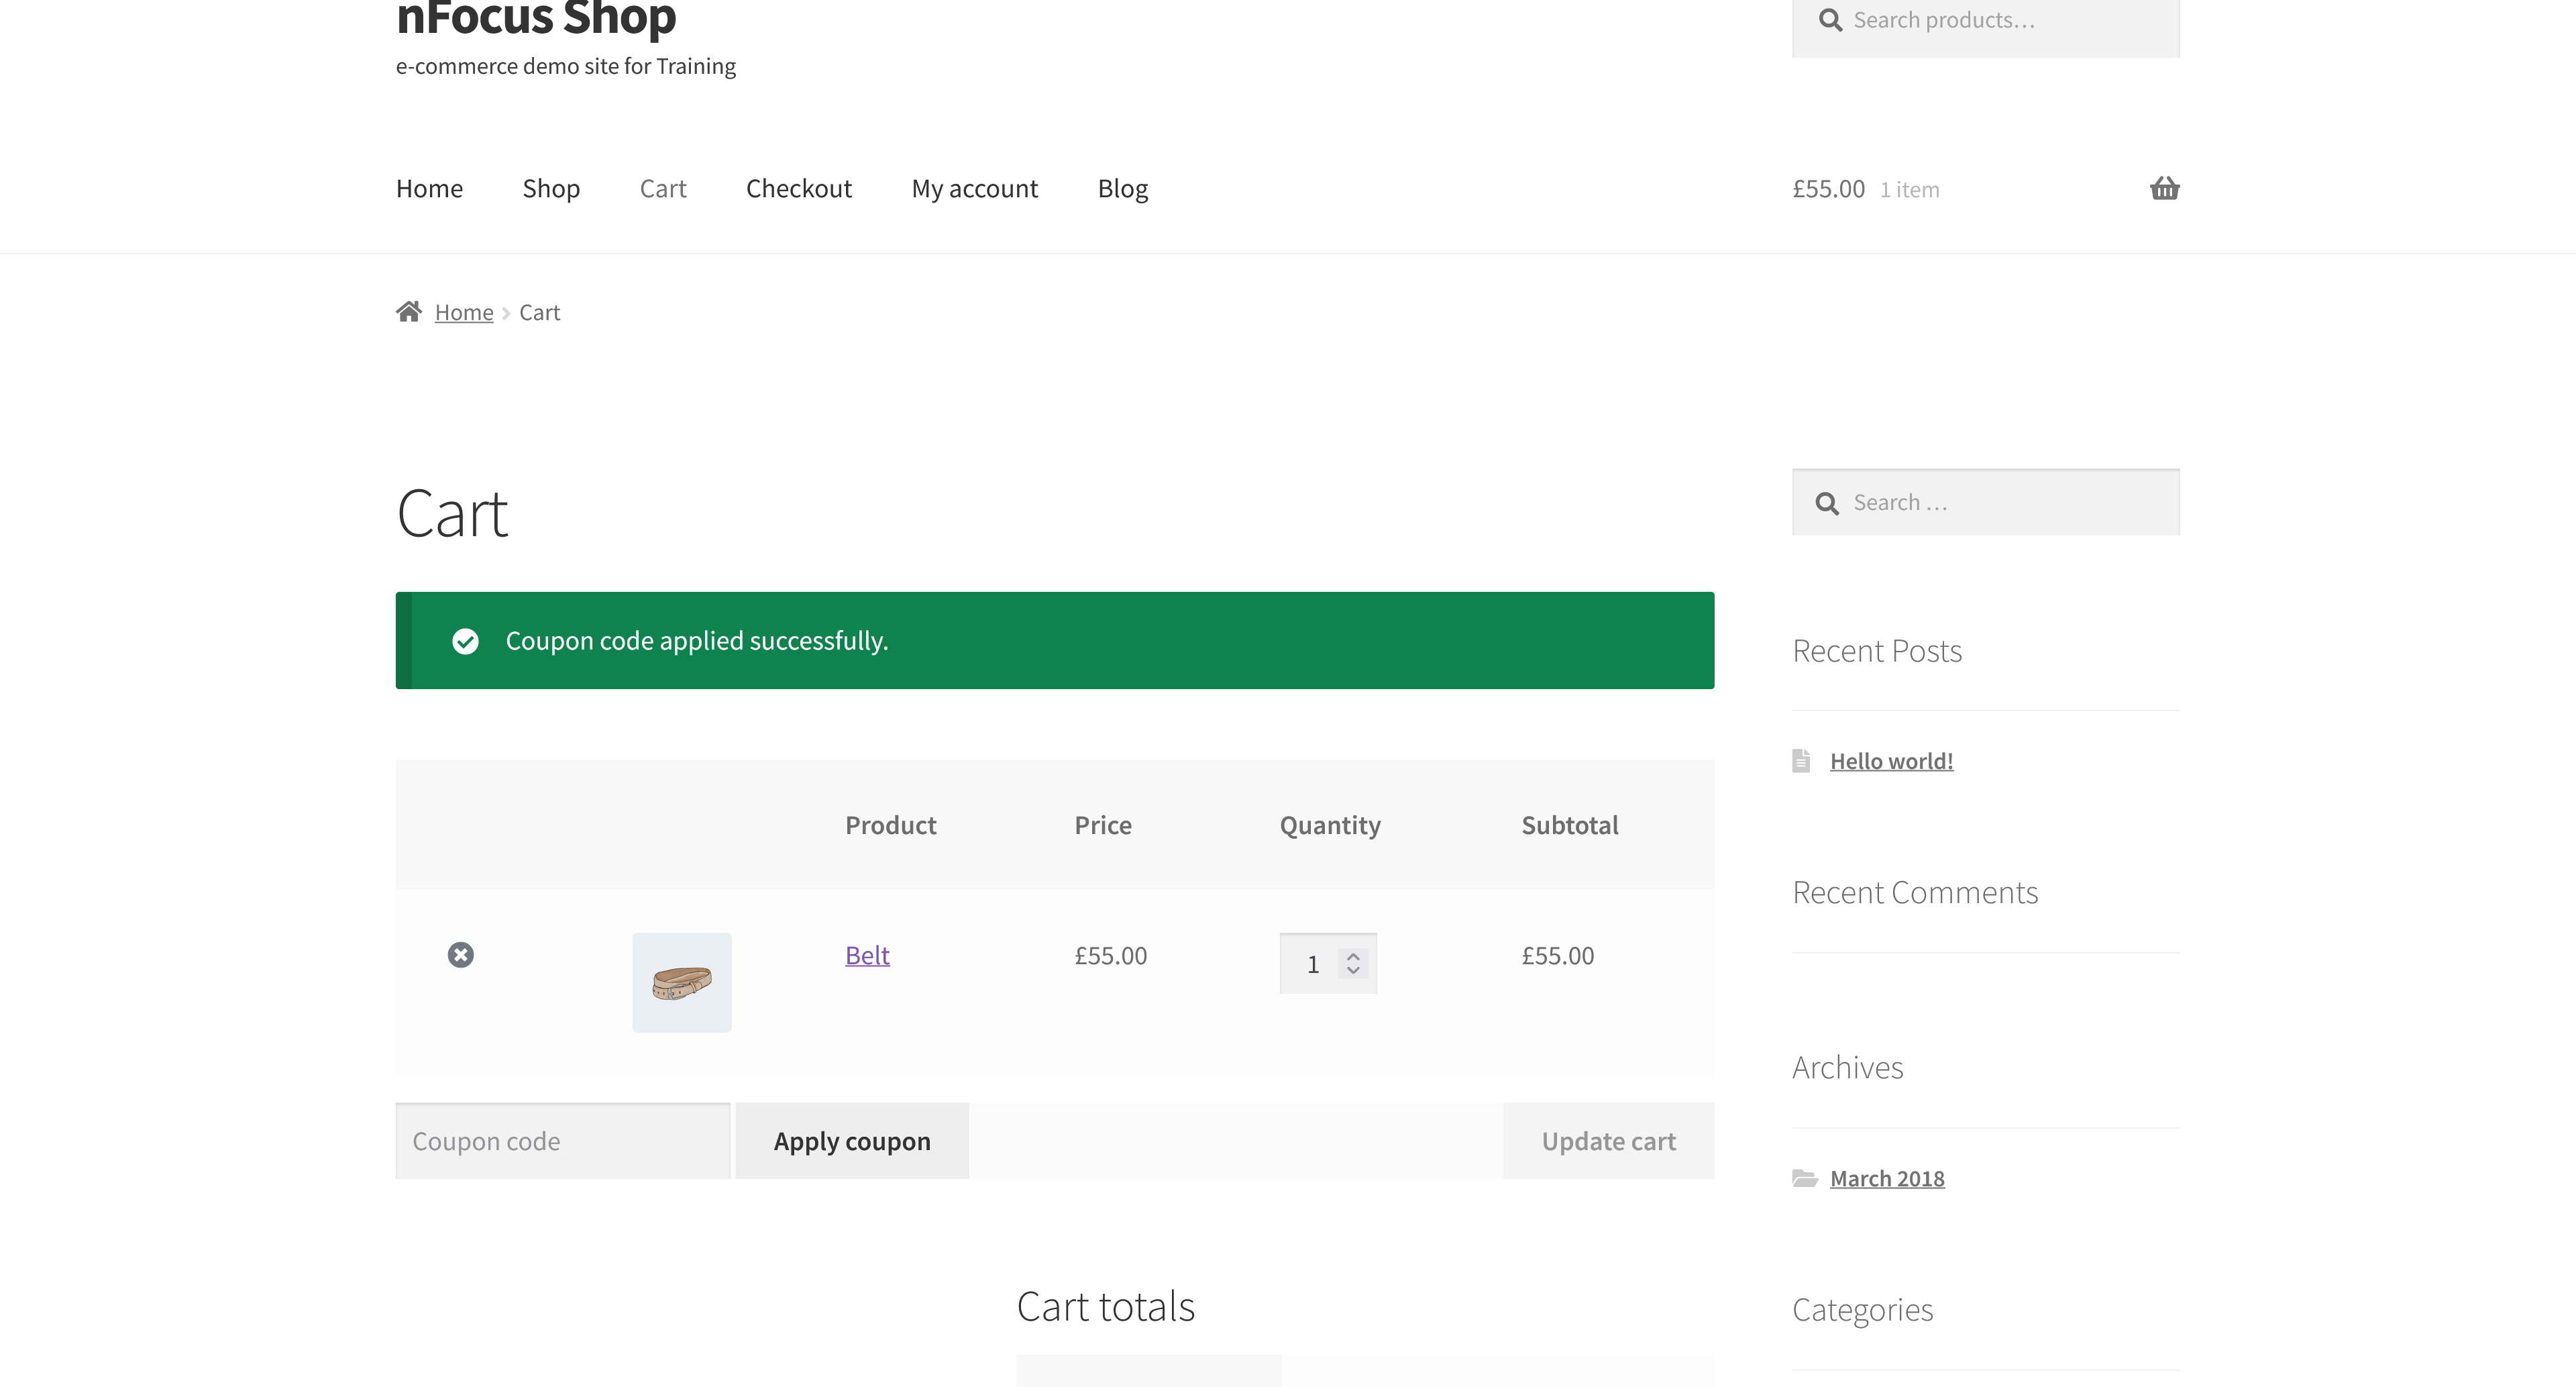 nFocus Shop
e-commerce demo site for Training
Search products…
Home Shop Cart Checkout My account Blog
£55.00 1 item
Home Cart
Cart
Coupon code applied successfully.
Product Price Quantity Subtotal
Belt £55.00 1 £55.00
Coupon code Apply coupon Update cart
Cart totals
Search …
Recent Posts
Hello world!
Recent Comments
Archives
March 2018
Categories